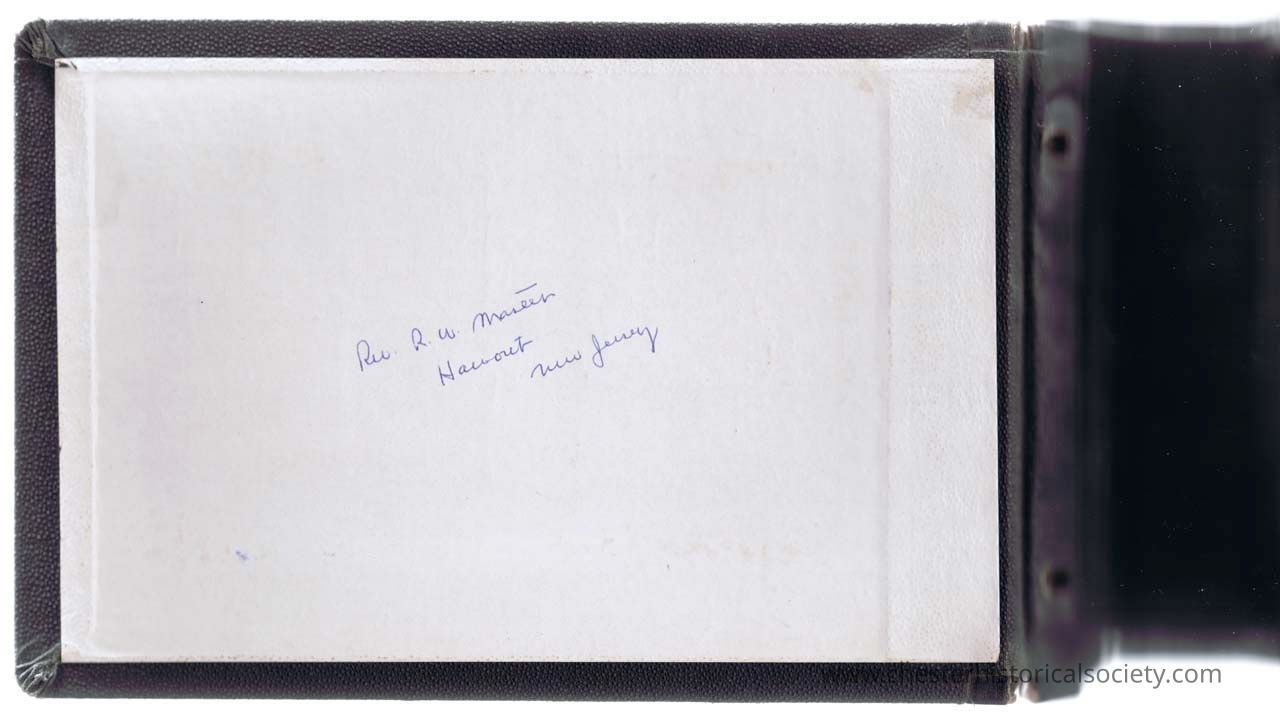 Rev. R. W.
New Jersey
www.chesterhistoricalsociety.com